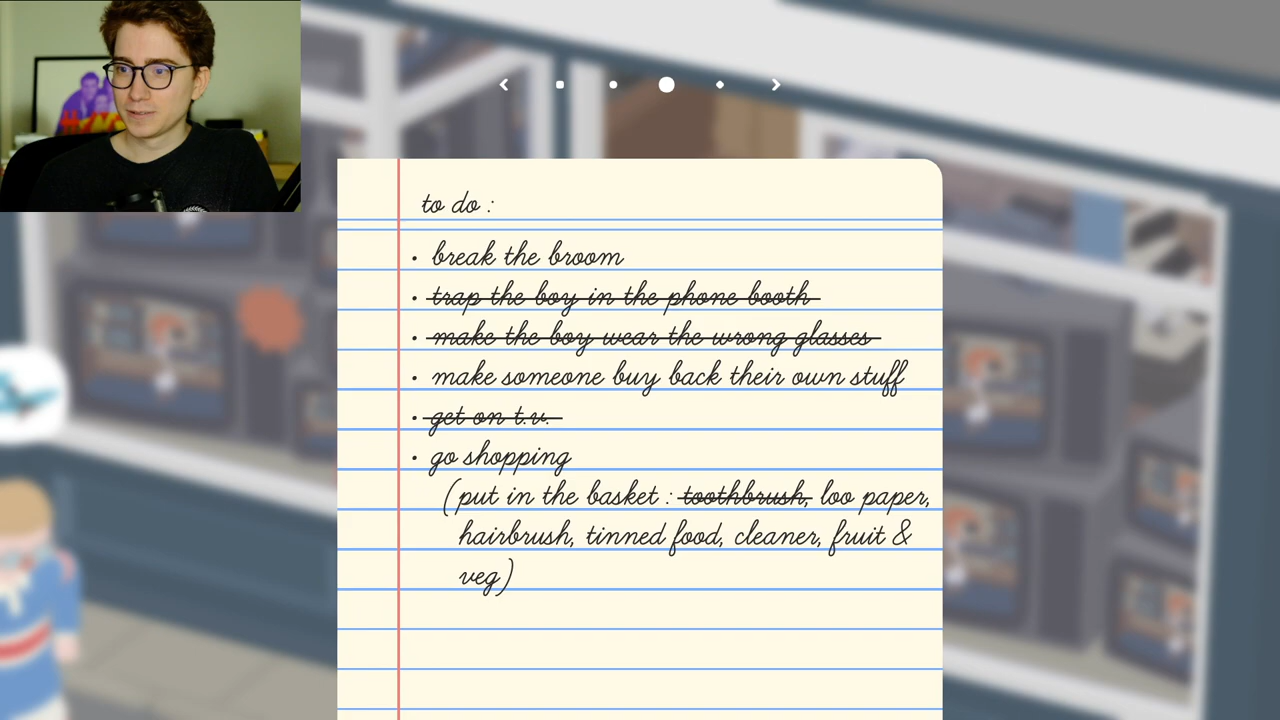 to do :
• break the broom
• trap the boy in the phone booth
• make the boy wear the wrong glasses
• make someone buy back their own stuff
• get on t.v.
• go shopping
(put in the basket : toothbrush, loo paper,
hairbrush, tinned food, cleaner, fruit &
veg)